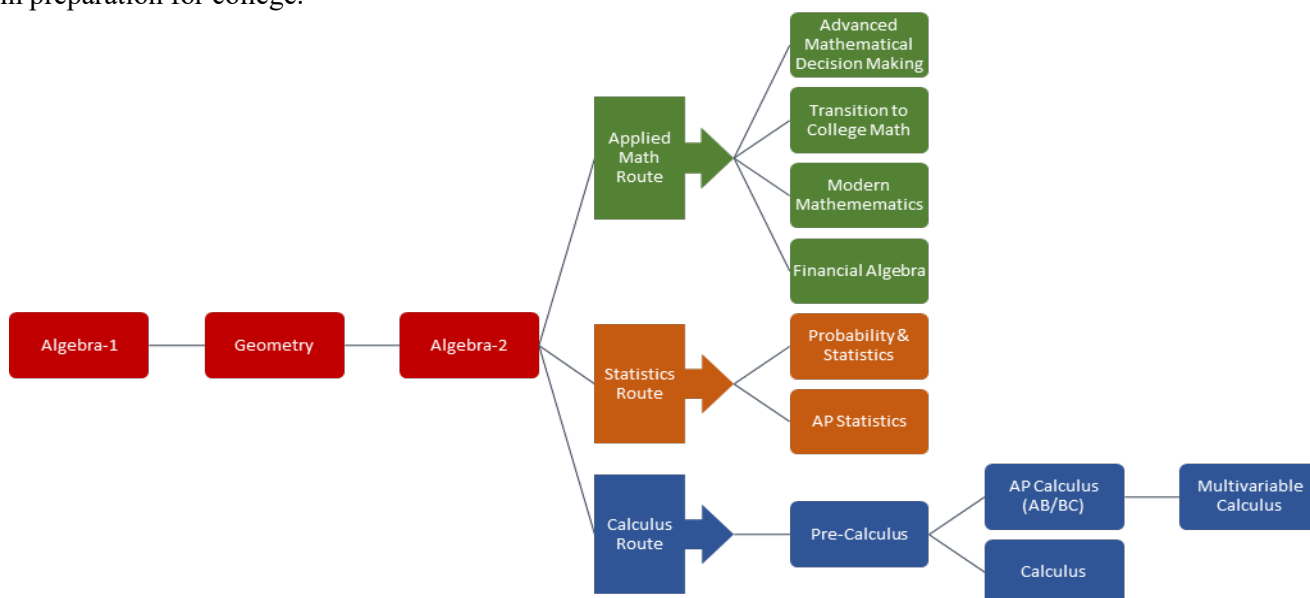 in preparation for college.
Advanced
Mathematical
Decision Making
Transition to
College Math
Applied
Math
Route
Modern
Mathemematics
Financial Algebra
Algebra-1
Geometry
Algebra-2
Statistics
Route
Probability &
Statistics
AP Statistics
Calculus
Route
Pre-Calculus
AP Calculus
(AB/BC)
Multivariable
Calculus
Calculus